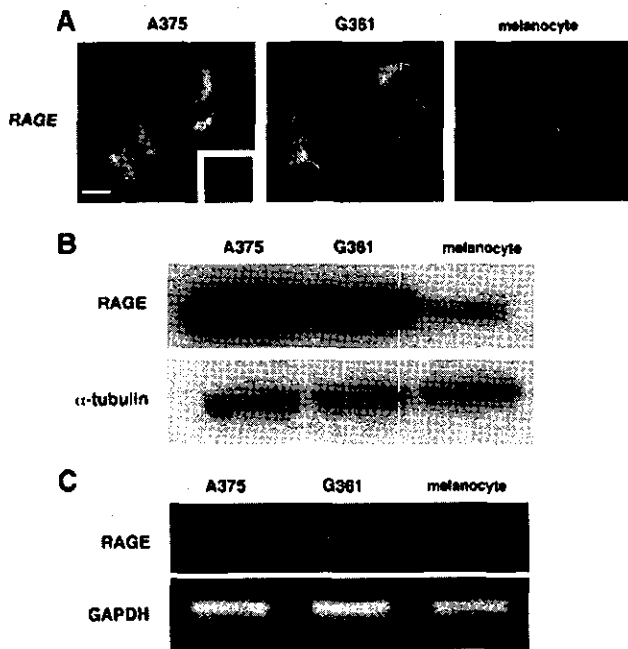 A
A375 G361 melanocyte
RAGE
B
A375 G361 melanocyte
RAGE
α-tubulin
C
A375 G361 melanocyte
RAGE
GAPDH